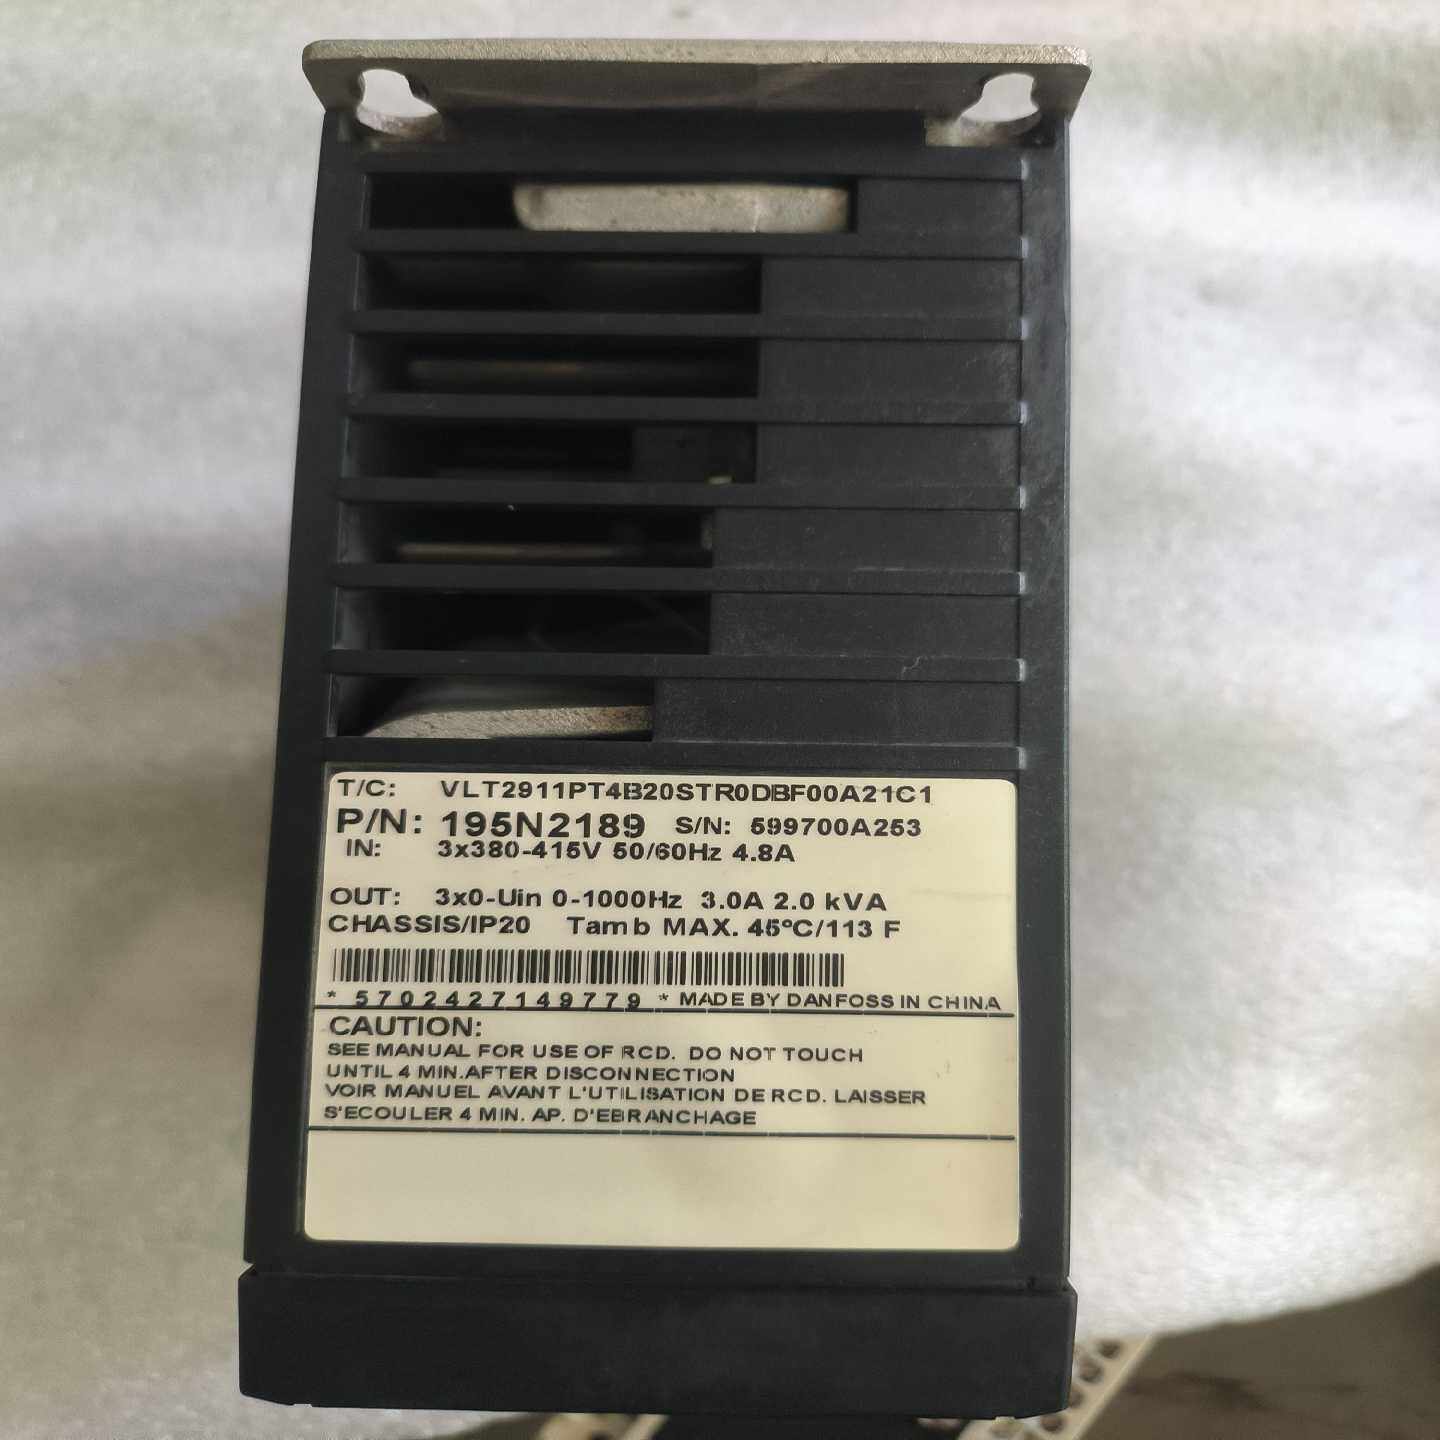 T/C: VLT2911PT4B20STR0DBF00A21C1
P/N: 195N2189 S/N: 599700A253
IN: 3x380-415V 50/60Hz 4.8A
OUT: 3x0-Uin 0-1000Hz 3.0A 2.0 kVA
CHASSIS/IP20 Tamb MAX. 45°C/113 F
* 5702427149779 * MADE BY DANFOSS IN CHINA
CAUTION:
SEE MANUAL FOR USE OF RCD. DO NOT TOUCH
UNTIL 4 MIN.AFTER DISCONNECTION
VOIR MANUEL AVANT L'UTILISATION DE RCD. LAISSER
S'ECOULER 4 MIN. AP. D'EBRANCHAGE